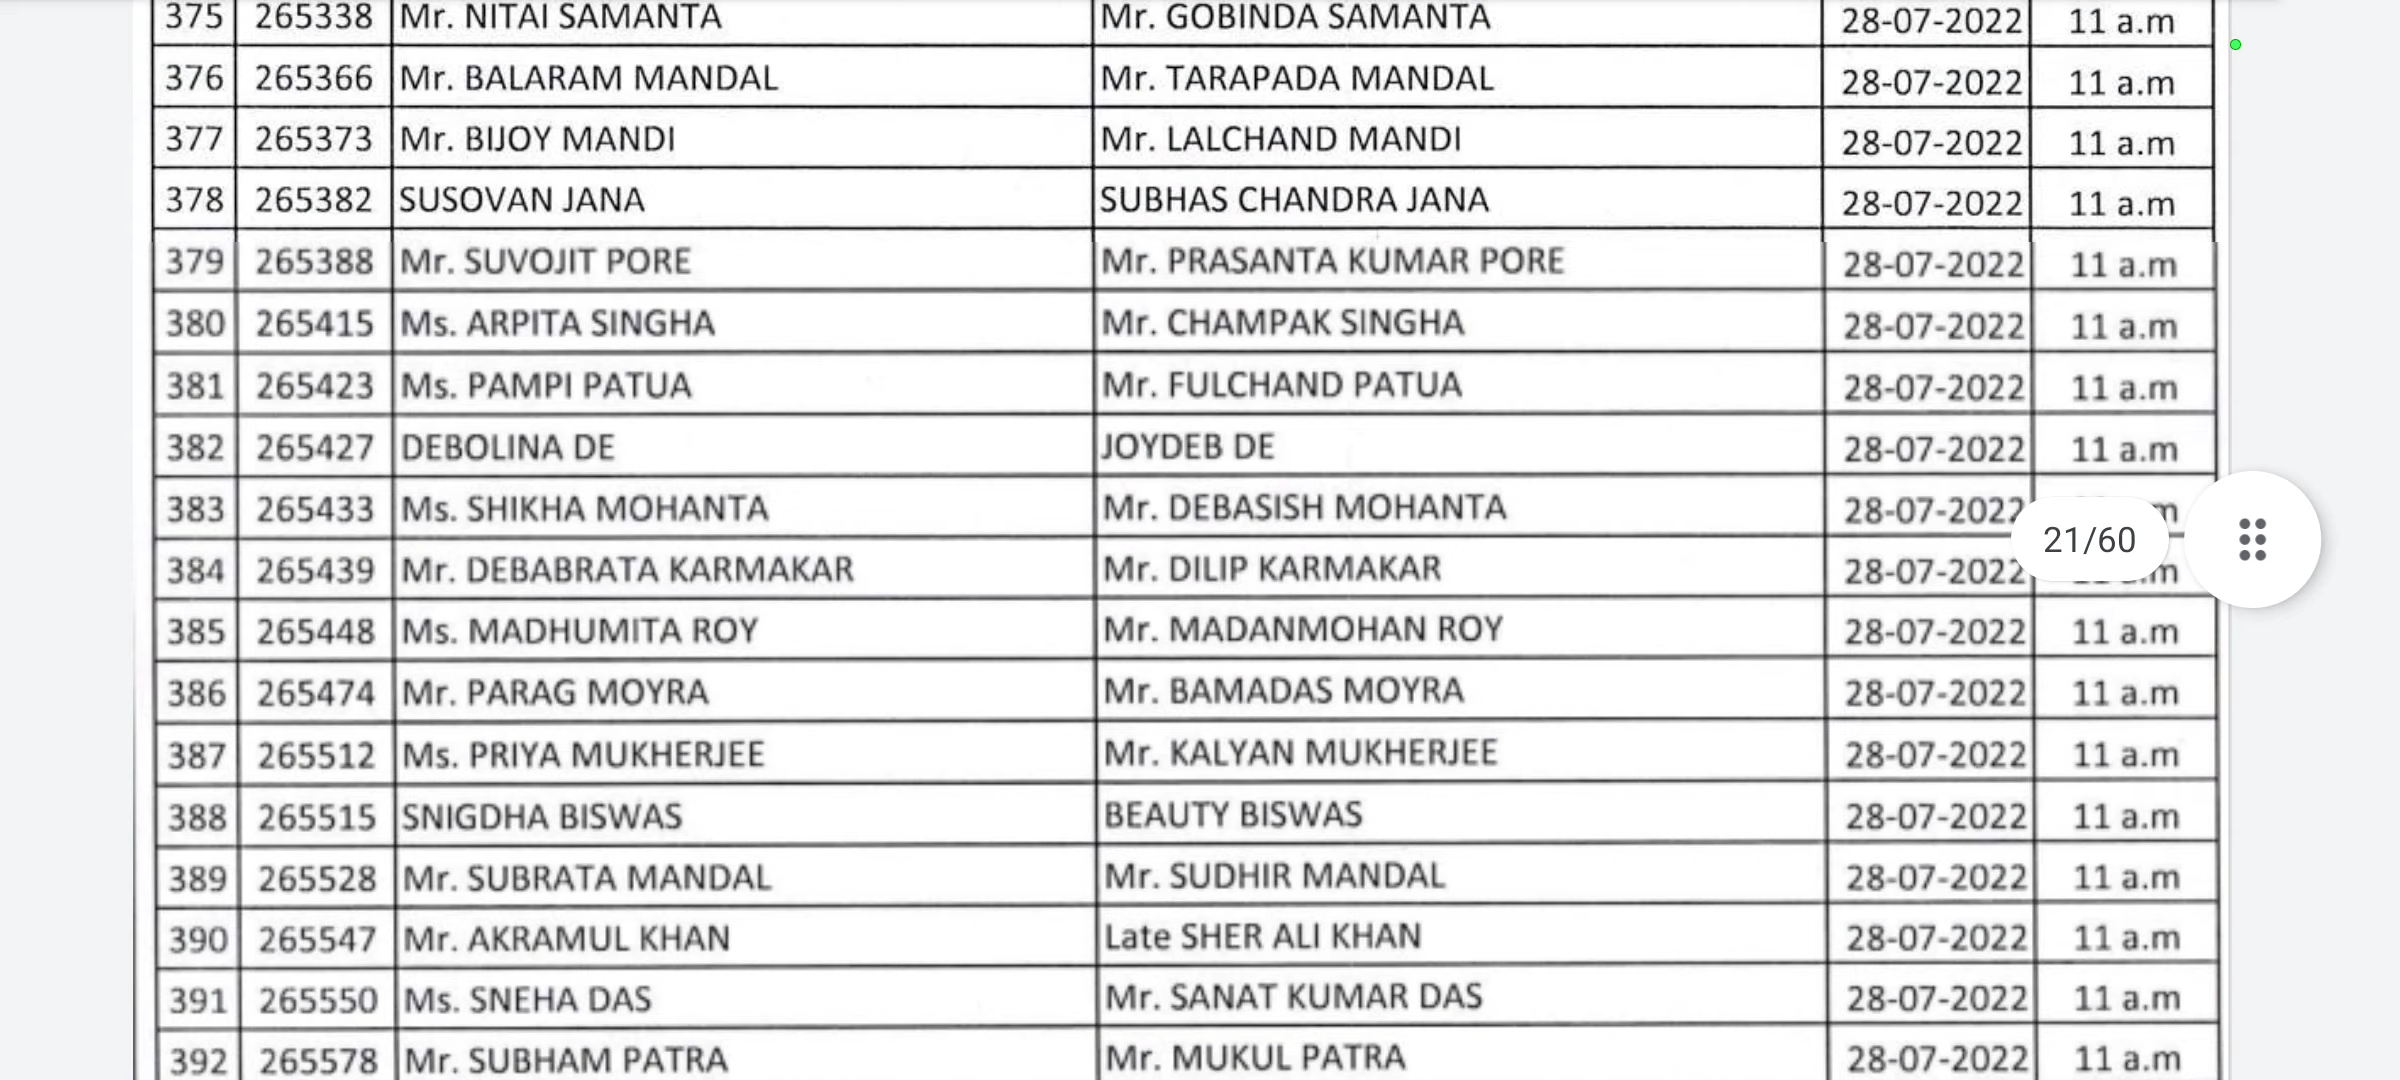 375 265338 Mr. NITAI SAMANTA Mr. GOBINDA SAMANTA 28-07-2022 11 a.m
376 265366 Mr. BALARAM MANDAL Mr. TARAPADA MANDAL 28-07-2022 11 a.m
377 265373 Mr. BIJOY MANDI Mr. LALCHAND MANDI 28-07-2022 11 a.m
378 265382 SUSOVAN JANA SUBHAS CHANDRA JANA 28-07-2022 11 a.m
379 265388 Mr. SUVOJIT PORE Mr. PRASANTA KUMAR PORE 28-07-2022 11 a.m
380 265415 Ms. ARPITA SINGHA Mr. CHAMPAK SINGHA 28-07-2022 11 a.m
381 265423 Ms. PAMPI PATUA Mr. FULCHAND PATUA 28-07-2022 11 a.m
382 265427 DEBOLINA DE JOYDEB DE 28-07-2022 11 a.m
383 265433 Ms. SHIKHA MOHANTA Mr. DEBASISH MOHANTA 28-07-2022
21/60
384 265439 Mr. DEBABRATA KARMAKAR Mr. DILIP KARMAKAR 28-07-2022
385 265448 Ms. MADHUMITA ROY Mr. MADANMOHAN ROY 28-07-2022 11 a.m
386 265474 Mr. PARAG MOYRA Mr. BAMADAS MOYRA 28-07-2022 11 a.m
387 265512 Ms. PRIYA MUKHERJEE Mr. KALYAN MUKHERJEE 28-07-2022 11 a.m
388 265515 SNIGDHA BISWAS BEAUTY BISWAS 28-07-2022 11 a.m
389 265528 Mr. SUBRATA MANDAL Mr. SUDHIR MANDAL 28-07-2022 11 a.m
390 265547 Mr. AKRAMUL KHAN Late SHER ALI KHAN 28-07-2022 11 a.m
391 265550 Ms. SNEHA DAS Mr. SANAT KUMAR DAS 28-07-2022 11 a.m
392 265578 Mr. SUBHAM PATRA Mr. MUKUL PATRA 28-07-2022 11 a.m